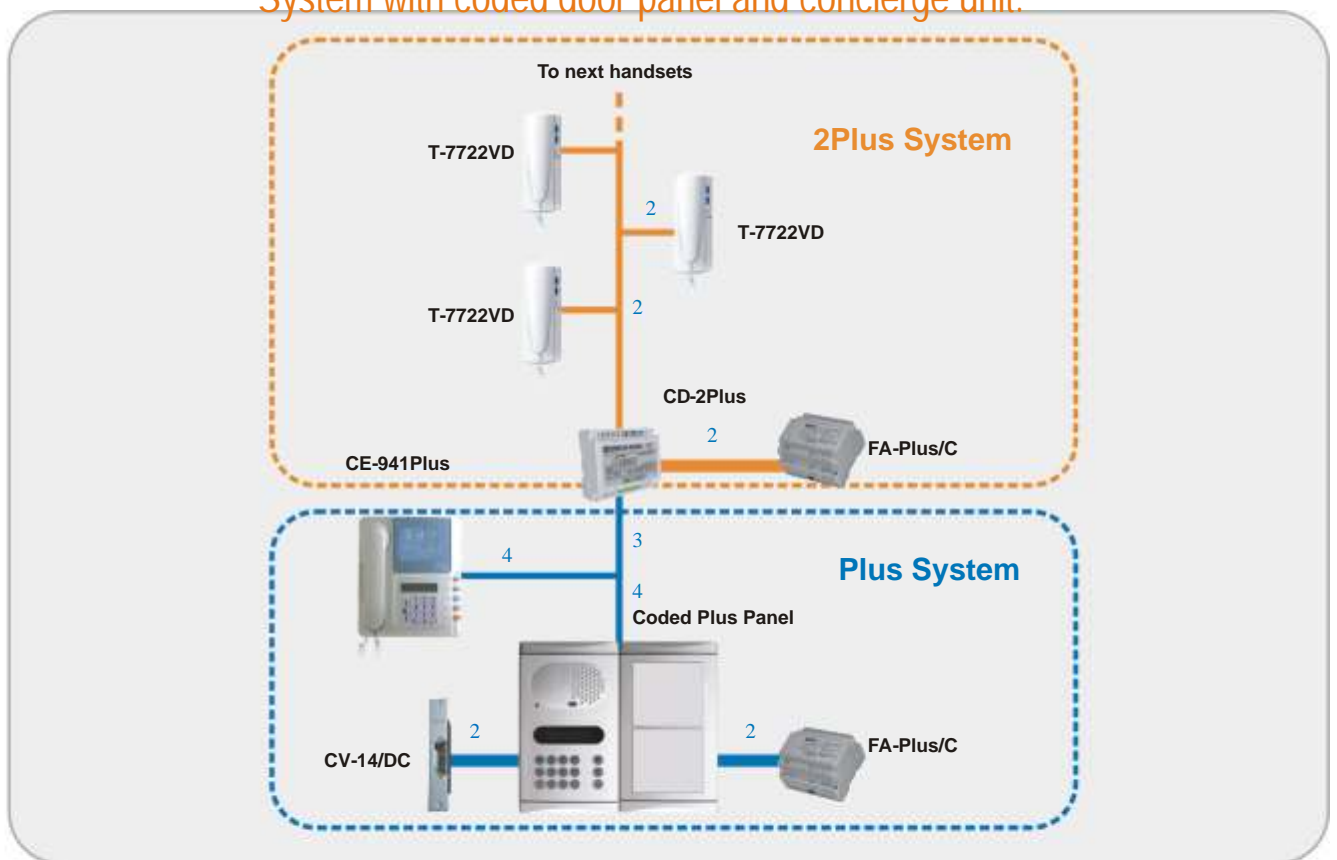 System with coded door panel and concierge unit.
To next handsets
2Plus System
T-7722VD
2
T-7722VD
T-7722VD
2
CD-2Plus
2
FA-Plus/C
CE-941Plus
3
4
Plus System
4
Coded Plus Panel
2
2
FA-Plus/C
CV-14/DC